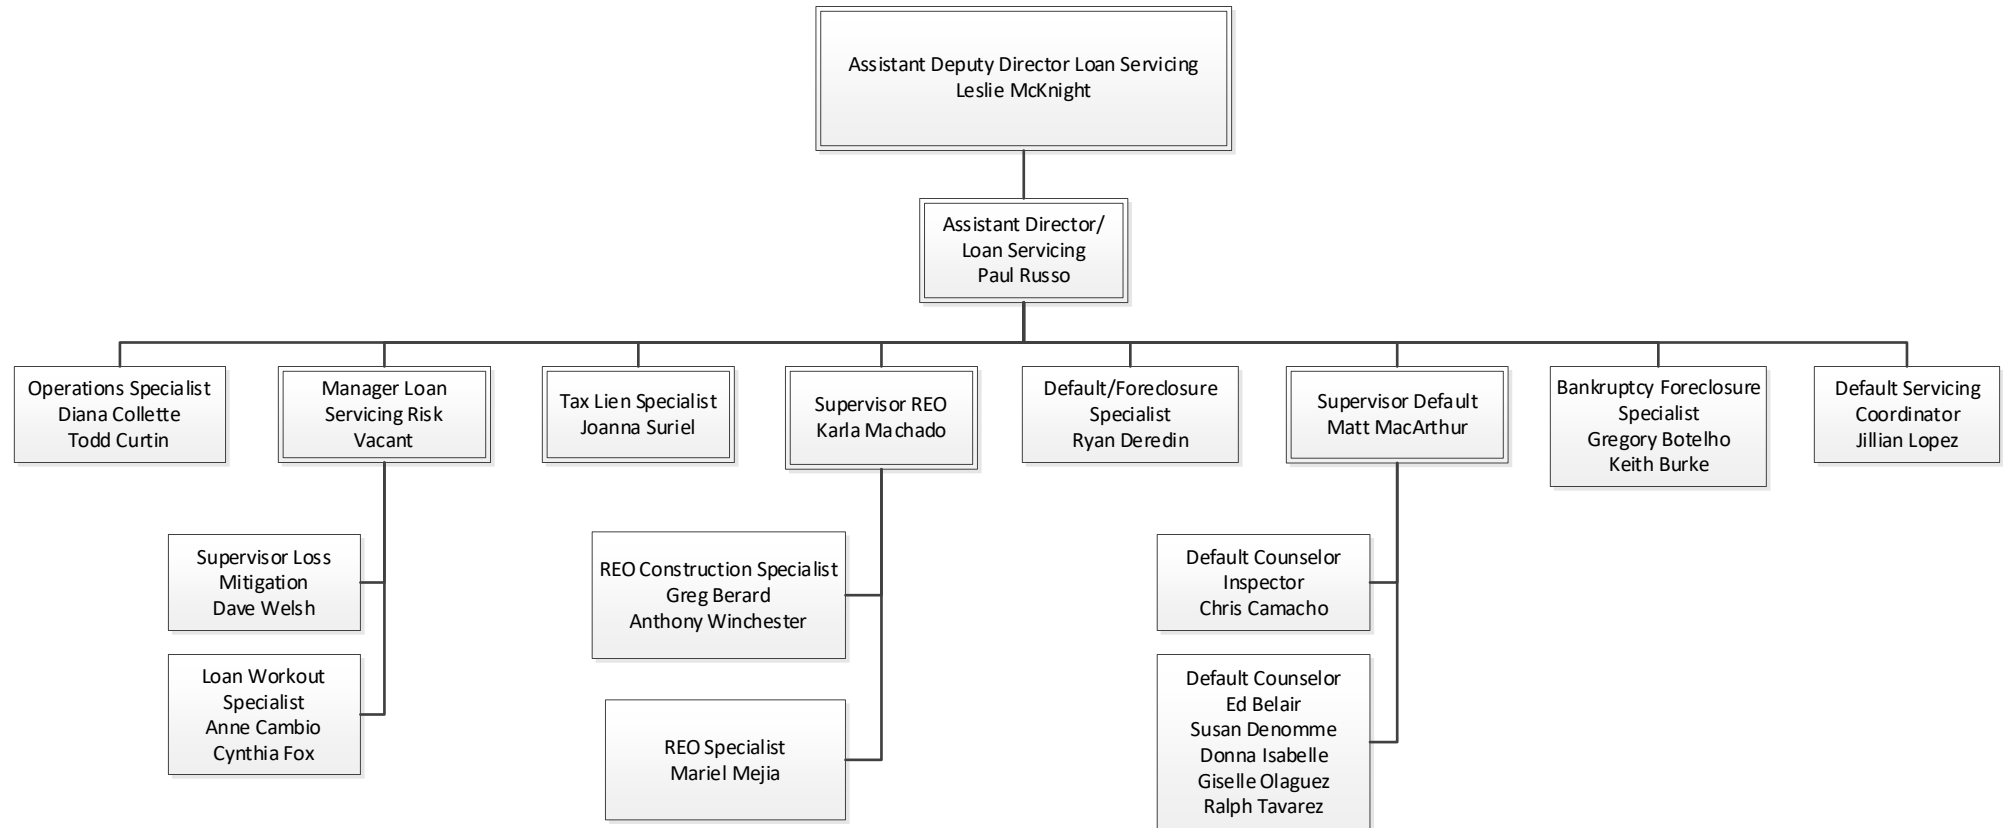 Assistant Deputy Director Loan Servicing
Leslie McKnight
Assistant Director/
Loan Servicing
Paul Russo
Operations Specialist
Diana Collette
Todd Curtin
Manager Loan
Servicing Risk
Vacant
Tax Lien Specialist
Joanna Suriel
Supervisor REO
Karla Machado
Default/Foreclosure
Specialist
Ryan Deredin
Supervisor Default
Matt MacArthur
Bankruptcy Foreclosure
Specialist
Gregory Botelho
Keith Burke
Default Servicing
Coordinator
Jillian Lopez
Supervisor Loss
Mitigation
Dave Welsh
Loan Workout
Specialist
Anne Cambio
Cynthia Fox
REO Construction Specialist
Greg Berard
Anthony Winchester
REO Specialist
Mariel Mejia
Default Counselor
Inspector
Chris Camacho
Default Counselor
Ed Belair
Susan Denomme
Donna Isabelle
Giselle Olaguez
Ralph Tavarez